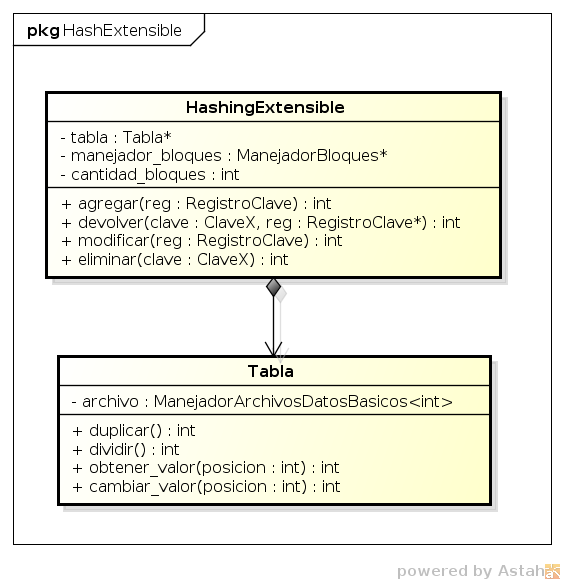 pkg HashExtensible
HashingExtensible
- tabla : Tabla*
- manejador_bloques : ManejadorBloques*
- cantidad_bloques : int
+ agregar(reg : RegistroClave) : int
+ devolver(clave : ClaveX, reg : RegistroClave*) : int
+ modificar(reg : RegistroClave) : int
+ eliminar(clave : ClaveX) : int
Tabla
- archivo : ManejadorArchivosDatosBasicos<int>
+ duplicar() : int
+ dividir() : int
+ obtener_valor(posicion : int) : int
+ cambiar_valor(posicion : int) : int
powered by Astah